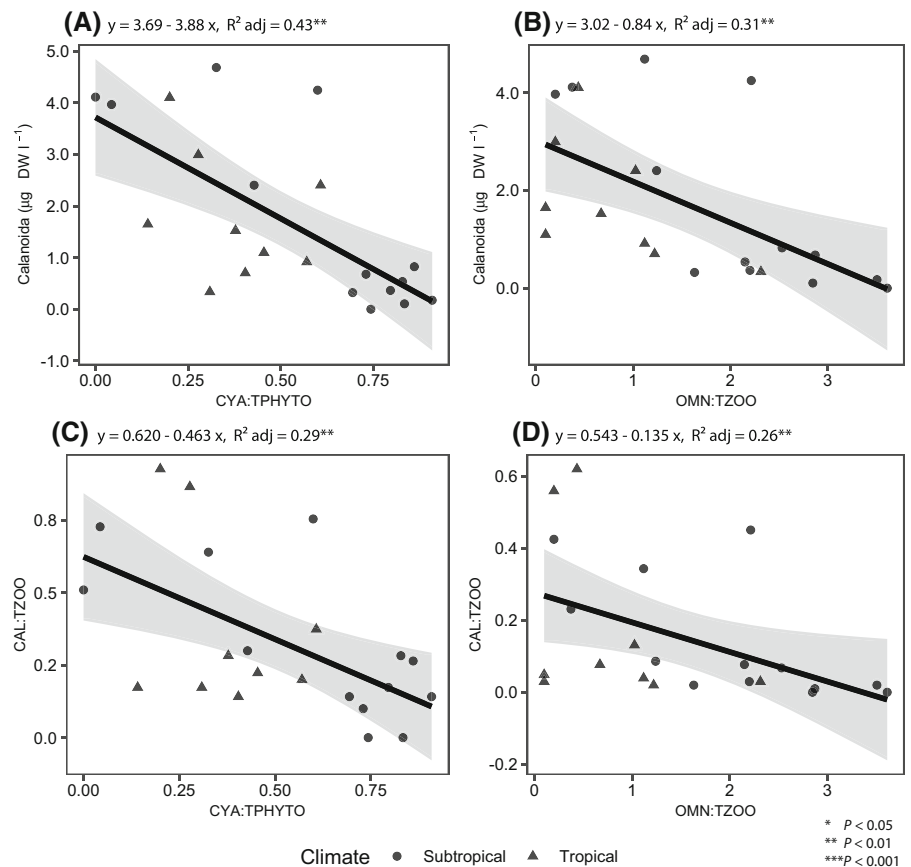 (A) y = 3.69 - 3.88 x, R² adj = 0.43**
Calanoida (µg DW l⁻¹)
5.0
4.0
3.0
2.0
1.0
0.0
-1.0
0.00 0.25 0.50 0.75
CYA:TPHYTO
(B) y = 3.02 - 0.84 x, R² adj = 0.31**
Calanoida (µg DW l⁻¹)
4.0
2.0
0.0
0 1 2 3
OMN:TZOO
(C) y = 0.620 - 0.463 x, R² adj = 0.29**
CAL:TZOO
0.8
0.5
0.2
0.0
0.00 0.25 0.50 0.75
CYA:TPHYTO
(D) y = 0.543 - 0.135 x, R² adj = 0.26**
CAL:TZOO
0.6
0.4
0.2
0.0
-0.2
0 1 2 3
OMN:TZOO
Climate Subtropical Tropical
* P < 0.05
** P < 0.01
***P < 0.001